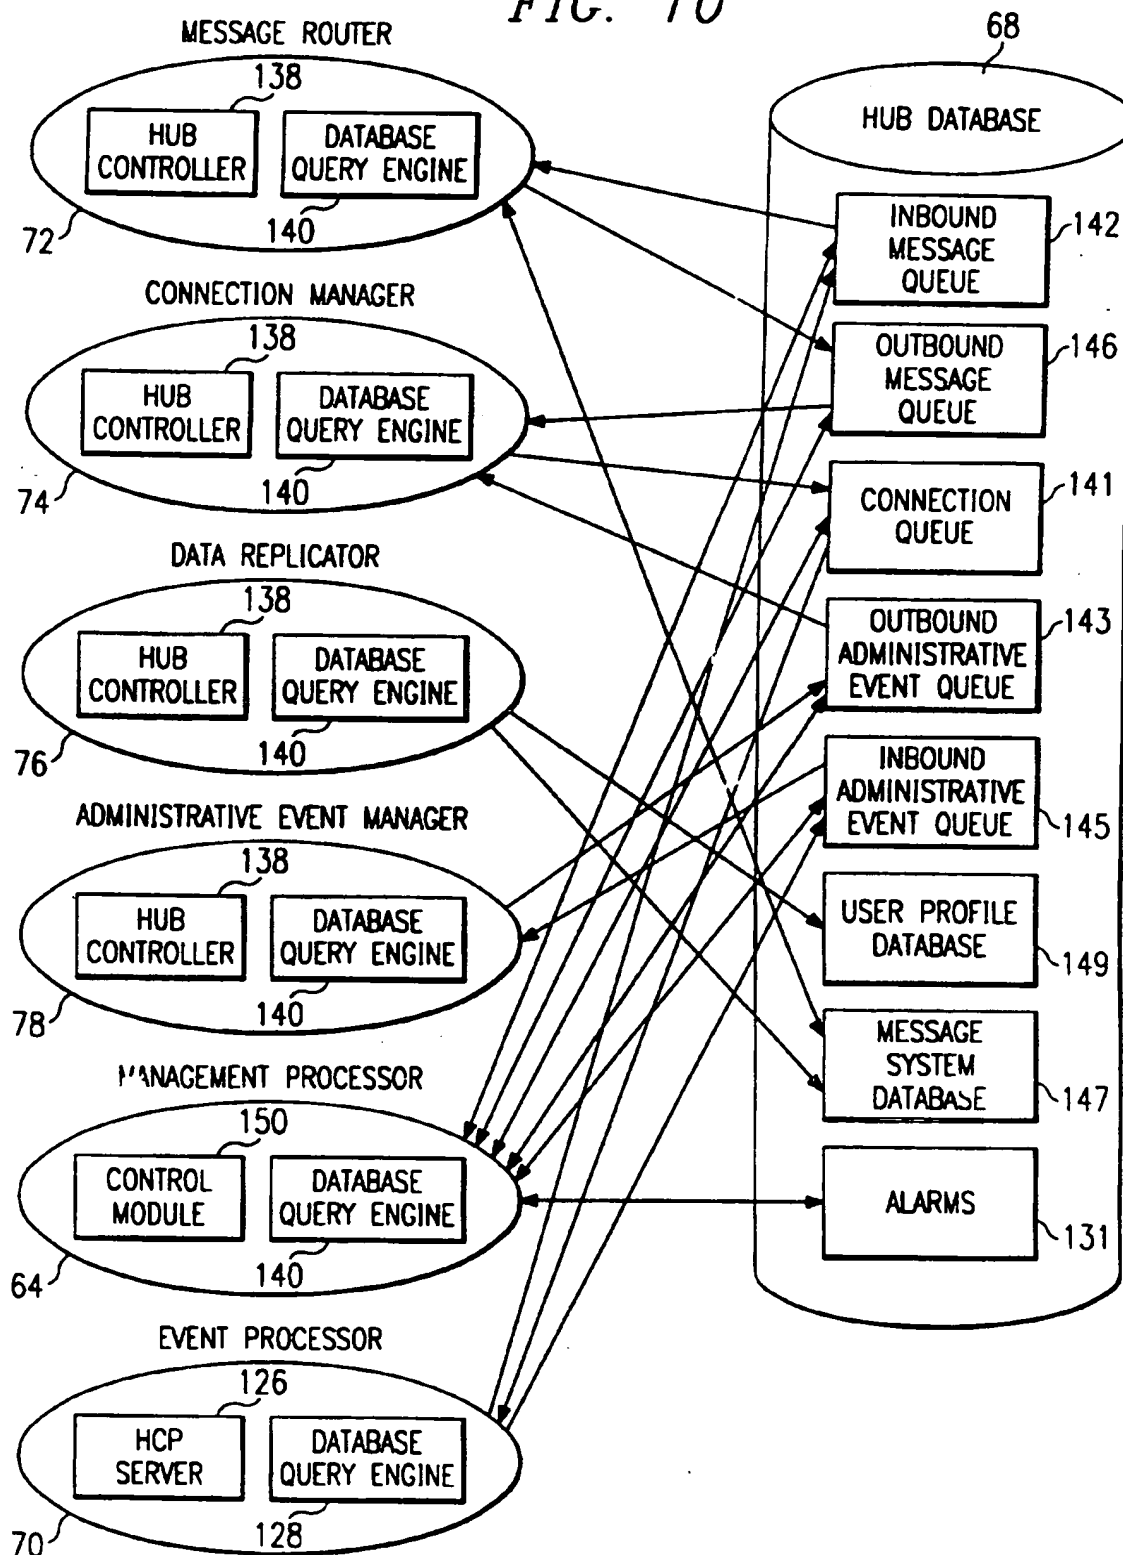 FIG. 10
MESSAGE ROUTER
138
HUB
CONTROLLER
DATABASE
QUERY ENGINE
140
72
CONNECTION MANAGER
138
HUB
CONTROLLER
DATABASE
QUERY ENGINE
140
74
DATA REPLICATOR
138
HUB
CONTROLLER
DATABASE
QUERY ENGINE
140
76
ADMINISTRATIVE EVENT MANAGER
138
HUB
CONTROLLER
DATABASE
QUERY ENGINE
140
78
MANAGEMENT PROCESSOR
150
CONTROL
MODULE
DATABASE
QUERY ENGINE
140
64
EVENT PROCESSOR
126
HCP
SERVER
DATABASE
QUERY ENGINE
128
70
68
HUB DATABASE
INBOUND
MESSAGE
QUEUE
142
OUTBOUND
MESSAGE
QUEUE
146
CONNECTION
QUEUE
141
OUTBOUND
ADMINISTRATIVE
EVENT QUEUE
143
INBOUND
ADMINISTRATIVE
EVENT QUEUE
145
USER PROFILE
DATABASE
149
MESSAGE
SYSTEM
DATABASE
147
ALARMS
131